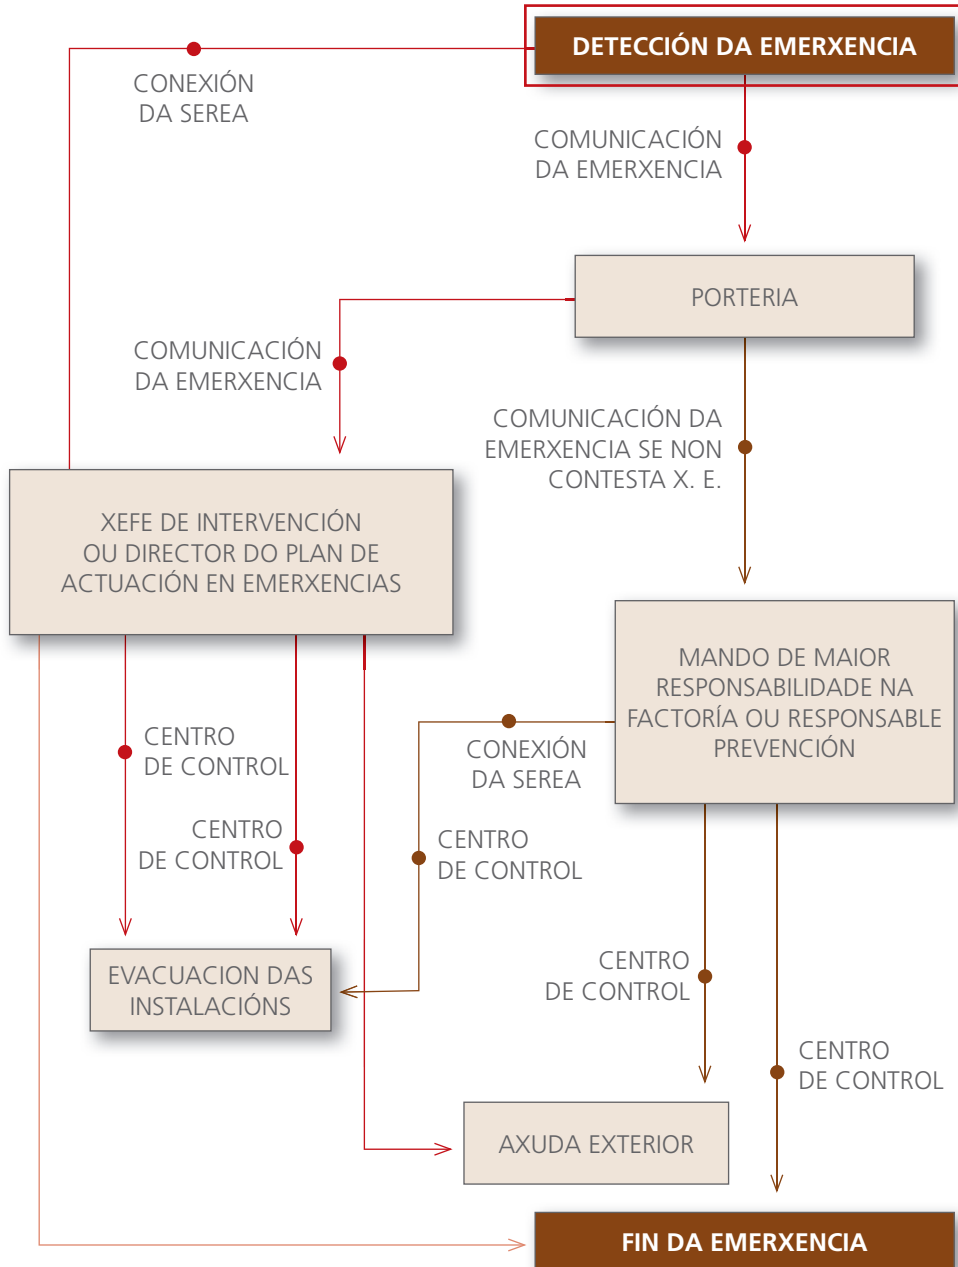 DETECCIÓN DA EMERXENCIA
CONEXIÓN
DA SEREA
COMUNICACIÓN
DA EMERXENCIA
PORTERIA
COMUNICACIÓN
DA EMERXENCIA
COMUNICACIÓN DA
EMERXENCIA SE NON
CONTESTA X. E.
XEFE DE INTERVENCIÓN
OU DIRECTOR DO PLAN DE
ACTUACIÓN EN EMERXENCIAS
MANDO DE MAIOR
RESPONSABILIDADE NA
FACTORÍA OU RESPONSABLE
PREVENCIÓN
CENTRO
DE CONTROL
CONEXIÓN
DA SEREA
CENTRO
DE CONTROL
CENTRO
DE CONTROL
EVACUACION DAS
INSTALACIÓNS
CENTRO
DE CONTROL
CENTRO
DE CONTROL
AXUDA EXTERIOR
FIN DA EMERXENCIA